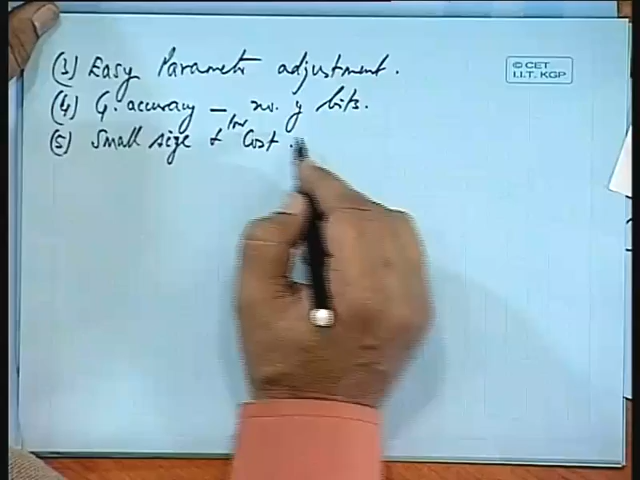 (3) Easy Parameter adjustment.
(4) G. accuracy – no. of bits.
(5) Small size & low Cost.
© CET
I.I.T. KGP